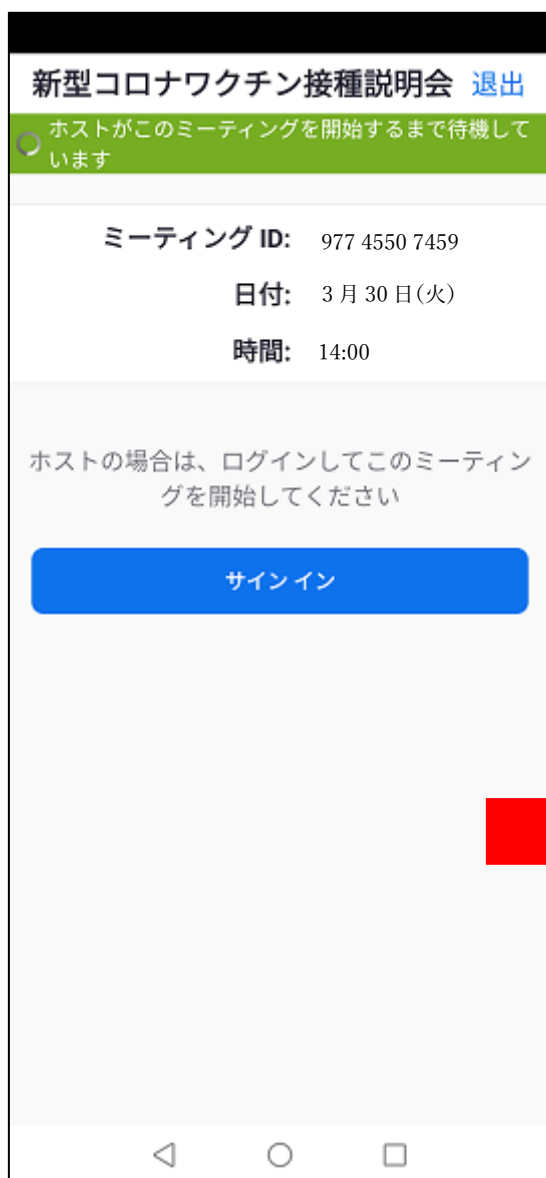 新型コロナワクチン接種説明会 退出
ホストがこのミーティングを開始するまで待機して
います
ミーティング ID: 977 4550 7459
日付: 3 月 30 日(火)
時間: 14:00
ホストの場合は、ログインしてこのミーティン
グを開始してください
サイン イン